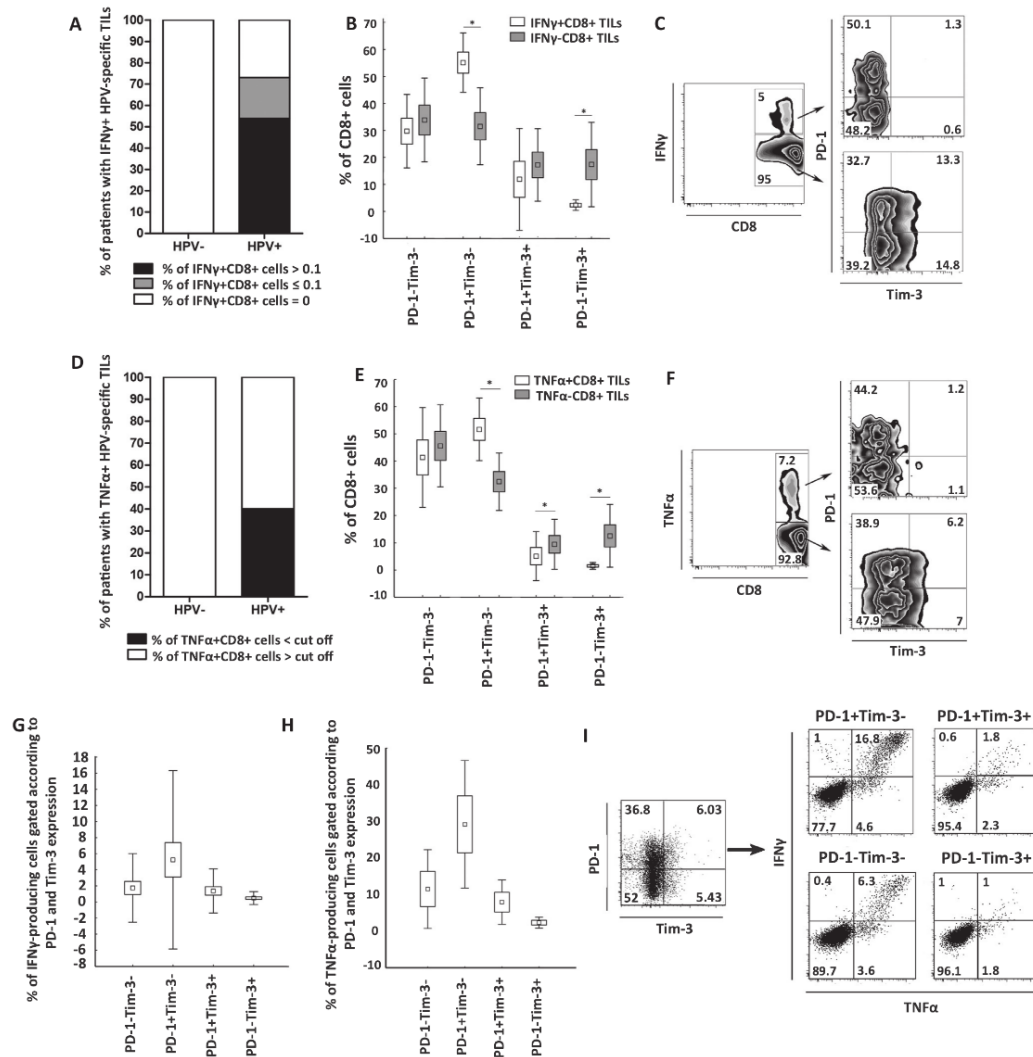 A
% of patients with IFNγ+ HPV-specific TILs
100
90
80
70
60
50
40
30
20
10
0
HPV-
HPV+
% of IFNγ+CD8+ cells > 0.1
% of IFNγ+CD8+ cells ≤ 0.1
% of IFNγ+CD8+ cells = 0
B
% of CD8+ cells
70
60
50
40
30
20
10
0
-10
IFNγ+CD8+ TILs
IFNγ-CD8+ TILs
*
*
PD-1-Tim-3-
PD-1+Tim-3-
PD-1+Tim-3+
PD-1-Tim-3+
C
IFNγ
5
95
CD8
PD-1
50.1
1.3
48.2
0.6
32.7
13.3
39.2
14.8
Tim-3
D
% of patients with TNFα+ HPV-specific TILs
100
90
80
70
60
50
40
30
20
10
0
HPV-
HPV+
% of TNFα+CD8+ cells < cut off
% of TNFα+CD8+ cells > cut off
E
% of CD8+ cells
70
60
50
40
30
20
10
0
-10
TNFα+CD8+ TILs
TNFα-CD8+ TILs
*
*
*
PD-1-Tim-3-
PD-1+Tim-3-
PD-1+Tim-3+
PD-1-Tim-3+
F
TNFα
7.2
92.8
CD8
PD-1
44.2
1.2
53.6
1.1
38.9
6.2
47.9
7
Tim-3
G
% of IFNγ-producing cells gated according to
PD-1 and Tim-3 expression
18
16
14
12
10
8
6
4
2
0
-2
-4
-6
-8
PD-1-Tim-3-
PD-1+Tim-3-
PD-1+Tim-3+
PD-1-Tim-3+
H
% of TNFα-producing cells gated according to
PD-1 and Tim-3 expression
50
40
30
20
10
0
-10
PD-1-Tim-3-
PD-1+Tim-3-
PD-1+Tim-3+
PD-1-Tim-3+
I
PD-1
36.8
6.03
52
5.43
Tim-3
IFNγ
PD-1+Tim-3-
1
16.8
77.7
4.6
PD-1+Tim-3+
0.6
1.8
95.4
2.3
PD-1-Tim-3-
0.4
6.3
89.7
3.6
PD-1-Tim-3+
1
1
96.1
1.8
TNFα